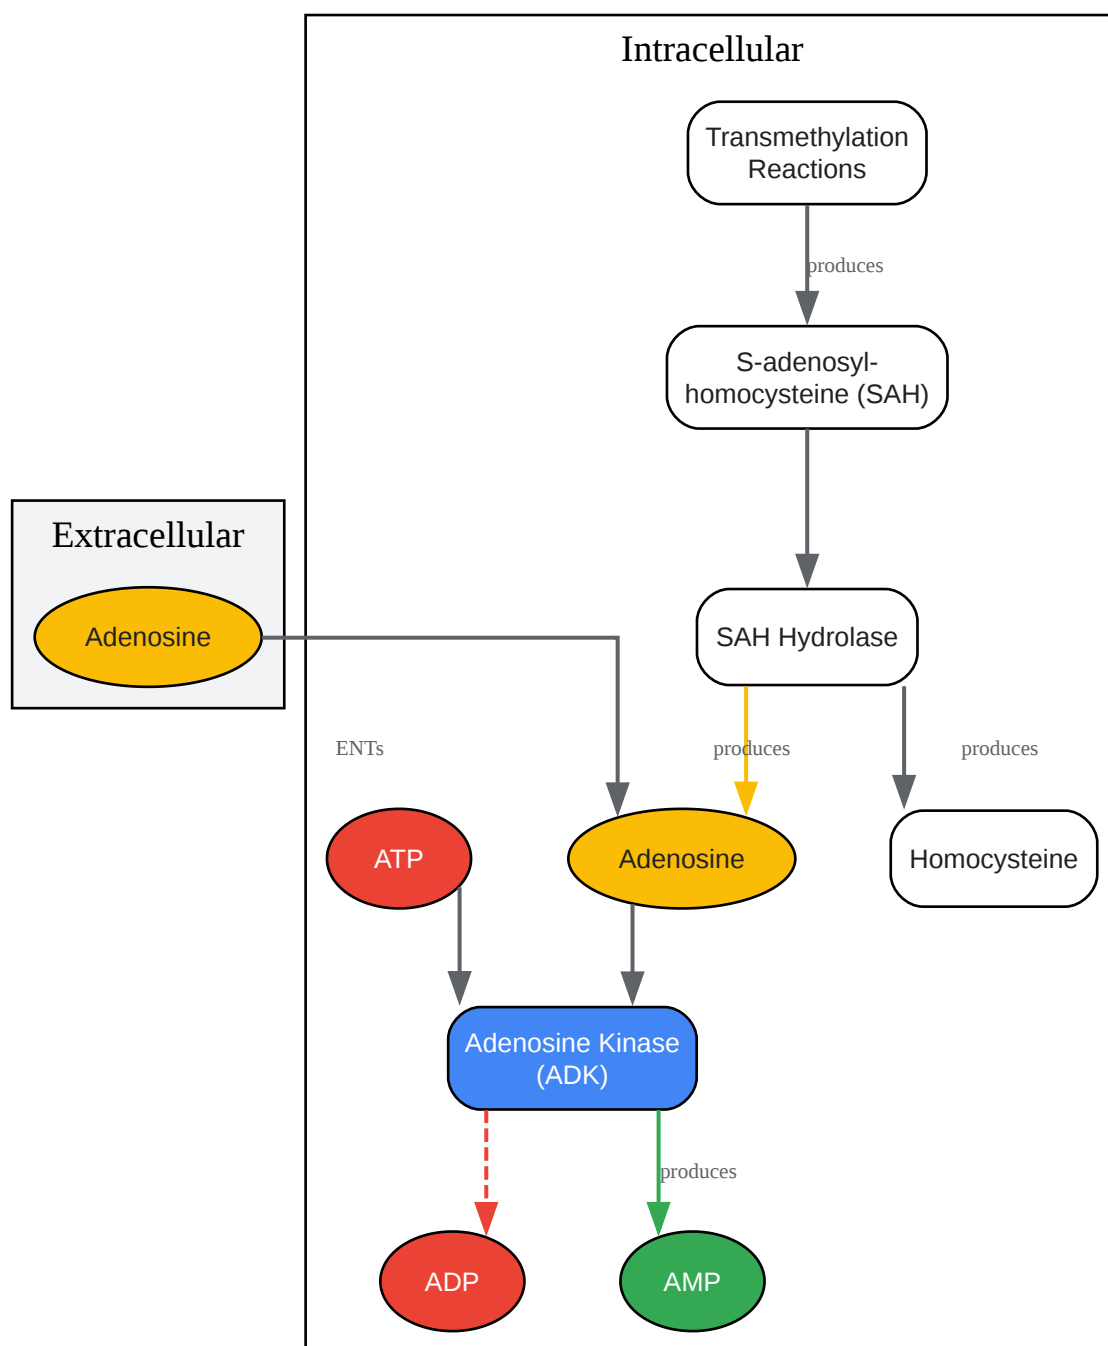 Intracellular
Transmethylation
Reactions
produces
S-adenosyl-
homocysteine (SAH)
Extracellular
Adenosine
SAH Hydrolase
ENTs
produces
produces
ATP
Adenosine
Homocysteine
Adenosine Kinase
(ADK)
produces
ADP
AMP